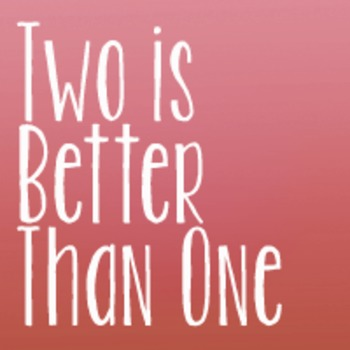 Two is
Better
Than One